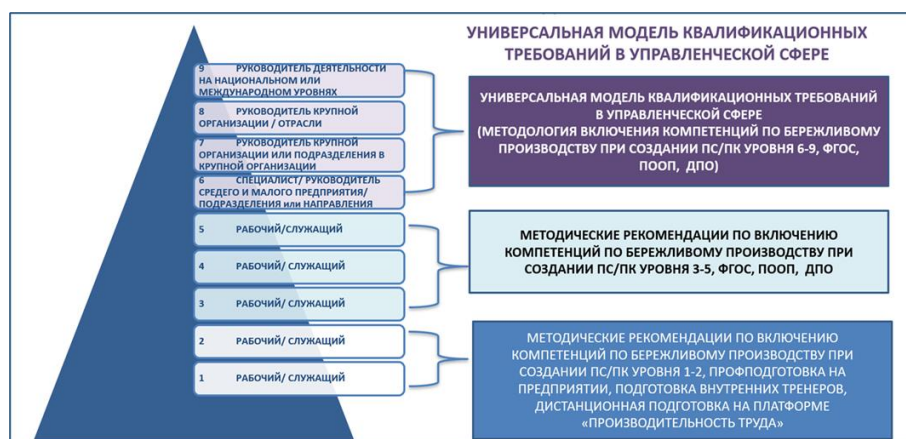 УНИВЕРСАЛЬНАЯ МОДЕЛЬ КВАЛИФИКАЦИОННЫХ
ТРЕБОВАНИЙ В УПРАВЛЕНЧЕСКОЙ СФЕРЕ
9 РУКОВОДИТЕЛЬ ДЕЯТЕЛЬНОСТИ
НА НАЦИОНАЛЬНОМ ИЛИ
МЕЖДУНАРОДНОМ УРОВНЯХ
8 РУКОВОДИТЕЛЬ КРУПНОЙ
ОРГАНИЗАЦИИ / ОТРАСЛИ
7 РУКОВОДИТЕЛЬ КРУПНОЙ
ОРГАНИЗАЦИИ ИЛИ ПОДРАЗДЕЛЕНИЯ В
КРУПНОЙ ОРГАНИЗАЦИИ
6 СПЕЦИАЛИСТ/ РУКОВОДИТЕЛЬ
СРЕДЕГО И МАЛОГО ПРЕДПРИЯТИЯ/
ПОДРАЗДЕЛЕНИЯ или НАПРАВЛЕНИЯ
УНИВЕРСАЛЬНАЯ МОДЕЛЬ КВАЛИФИКАЦИОННЫХ ТРЕБОВАНИЙ
В УПРАВЛЕНЧЕСКОЙ СФЕРЕ
(МЕТОДОЛОГИЯ ВКЛЮЧЕНИЯ КОМПЕТЕНЦИЙ ПО БЕРЕЖЛИВОМУ
ПРОИЗВОДСТВУ ПРИ СОЗДАНИИ ПС/ПК УРОВНЯ 6-9, ФГОС,
ПООП, ДПО)
5 РАБОЧИЙ/СЛУЖАЩИЙ
4 РАБОЧИЙ/ СЛУЖАЩИЙ
3 РАБОЧИЙ/ СЛУЖАЩИЙ
МЕТОДИЧЕСКИЕ РЕКОМЕНДАЦИИ ПО ВКЛЮЧЕНИЮ
КОМПЕТЕНЦИЙ ПО БЕРЕЖЛИВОМУ ПРОИЗВОДСТВУ ПРИ
СОЗДАНИИ ПС/ПК УРОВНЯ 3-5, ФГОС, ПООП, ДПО
2 РАБОЧИЙ/ СЛУЖАЩИЙ
1 РАБОЧИЙ/ СЛУЖАЩИЙ
МЕТОДИЧЕСКИЕ РЕКОМЕНДАЦИИ ПО ВКЛЮЧЕНИЮ
КОМПЕТЕНЦИЙ ПО БЕРЕЖЛИВОМУ ПРОИЗВОДСТВУ ПРИ
СОЗДАНИИ ПС/ПК УРОВНЯ 1-2, ПРОФПОДГОТОВКА НА
ПРЕДПРИЯТИИ, ПОДГОТОВКА ВНУТРЕННИХ ТРЕНЕРОВ,
ДИСТАНЦИОННАЯ ПОДГОТОВКА НА ПЛАТФОРМЕ
«ПРОИЗВОДИТЕЛЬНОСТЬ ТРУДА»